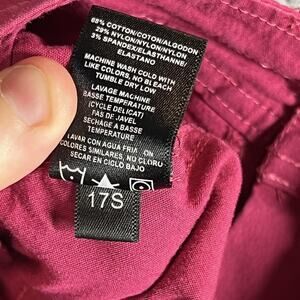 68% COTTON/COTON/ALGODON
29% NYLON/NYLON/NYLON
3% SPANDEX/ELASTHANNE/
ELASTANO
MACHINE WASH COLD WITH
LIKE COLORS, NO BLEACH
TUMBLE DRY LOW
LAVAGE MACHINE
BASSE TEMPERATURE
(CYCLE DELICAT)
PAS DE JAVEL
SECHAGE A BASSE
TEMPERATURE
LAVAR CON AGUA FRIA CON
COLORES SIMILARES, NO CLORO
SECAR EN CICLO BAJO
17S